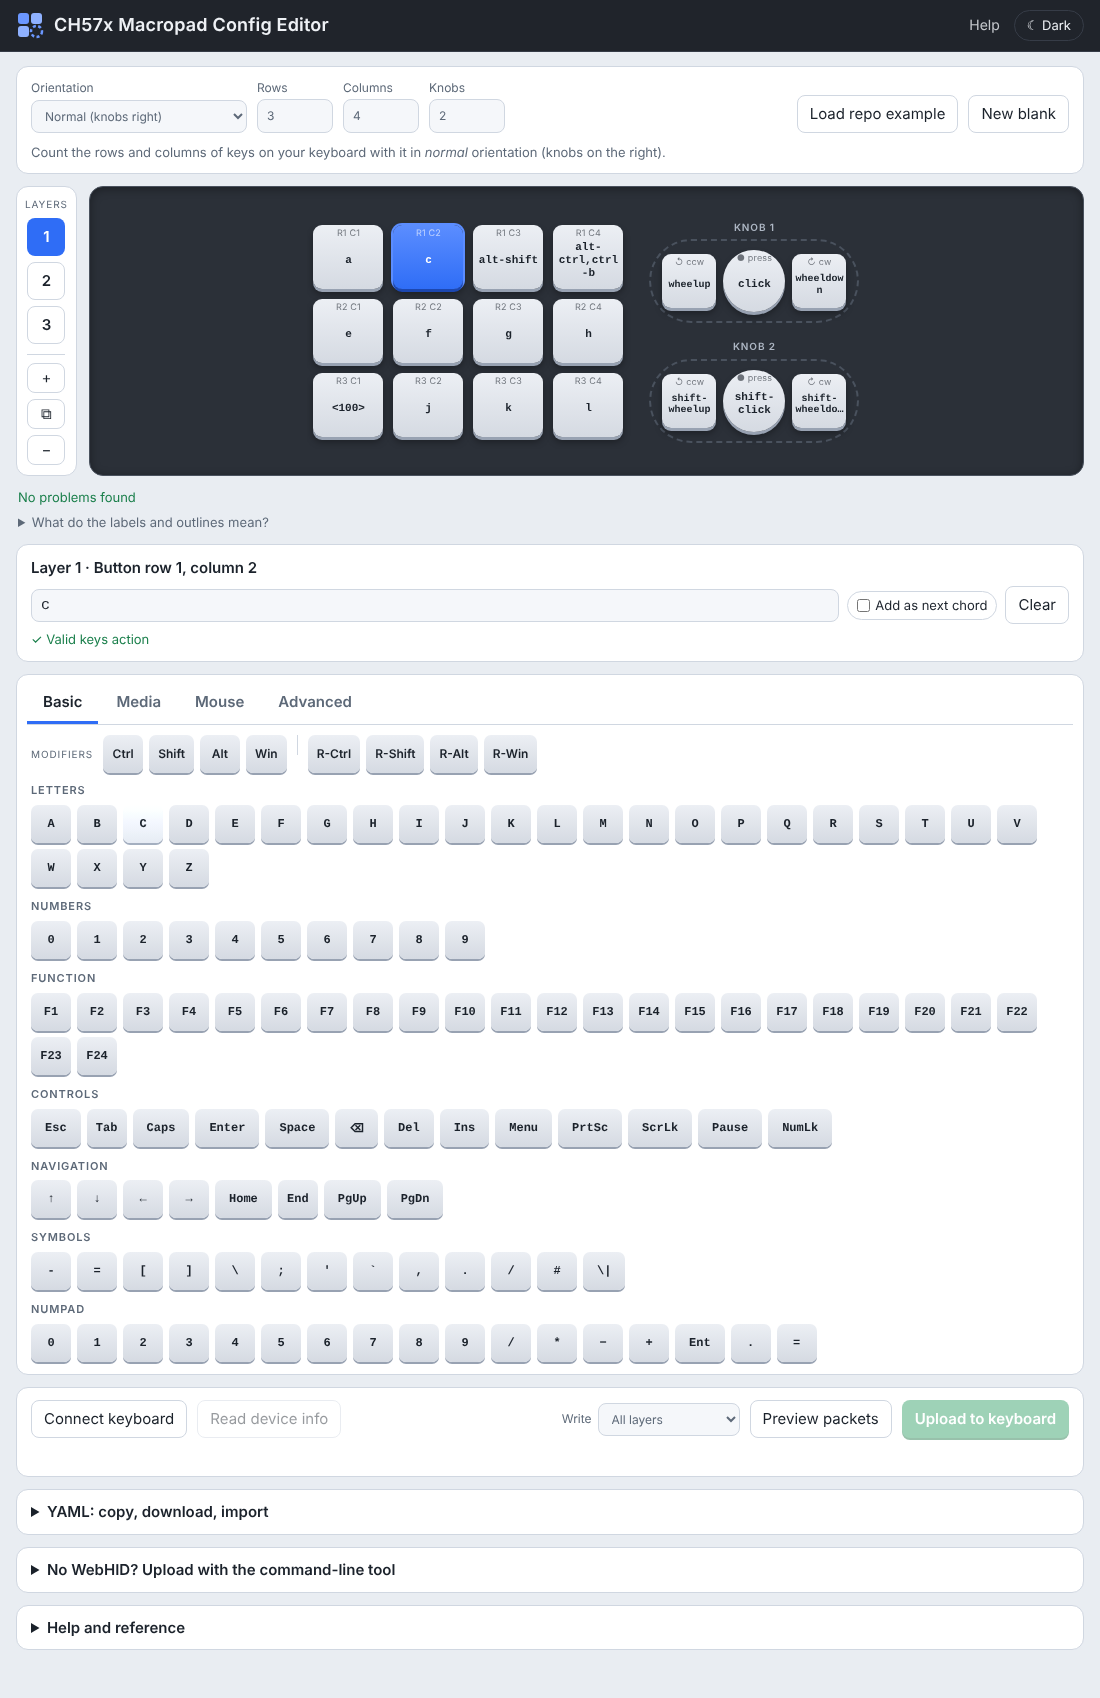 CH57x Macropad Config Editor
Help
☾ Dark
Orientation
Rows
Columns
Knobs
Normal (knobs right)
3
4
2
Load repo example
New blank
Count the rows and columns of keys on your keyboard with it in normal orientation (knobs on the right).
LAYERS
1
2
3
+
⧉
−
R1 C1
a
R1 C2
c
R1 C3
alt-shift
R1 C4
alt-
ctrl,ctrl
-b
R2 C1
e
R2 C2
f
R2 C3
g
R2 C4
h
R3 C1
<100>
R3 C2
j
R3 C3
k
R3 C4
l
KNOB 1
↺ ccw
wheelup
● press
click
↻ cw
wheeldow
n
KNOB 2
↺ ccw
shift-
wheelup
● press
shift-
click
↻ cw
shift-
wheeldo…
No problems found
▶ What do the labels and outlines mean?
Layer 1 · Button row 1, column 2
c
Add as next chord
Clear
✓ Valid keys action
Basic Media Mouse Advanced
MODIFIERS Ctrl Shift Alt Win R-Ctrl R-Shift R-Alt R-Win
LETTERS
A B C D E F G H I J K L M N O P Q R S T U V
W X Y Z
NUMBERS
0 1 2 3 4 5 6 7 8 9
FUNCTION
F1 F2 F3 F4 F5 F6 F7 F8 F9 F10 F11 F12 F13 F14 F15 F16 F17 F18 F19 F20 F21 F22
F23 F24
CONTROLS
Esc Tab Caps Enter Space ⌫ Del Ins Menu PrtSc ScrLk Pause NumLk
NAVIGATION
↑ ↓ ← → Home End PgUp PgDn
SYMBOLS
- = [ ] \ ; ' ` , . / # \|
NUMPAD
0 1 2 3 4 5 6 7 8 9 / * − + Ent . =
Connect keyboard
Read device info
Write
All layers
Preview packets
Upload to keyboard
▶ YAML: copy, download, import
▶ No WebHID? Upload with the command-line tool
▶ Help and reference